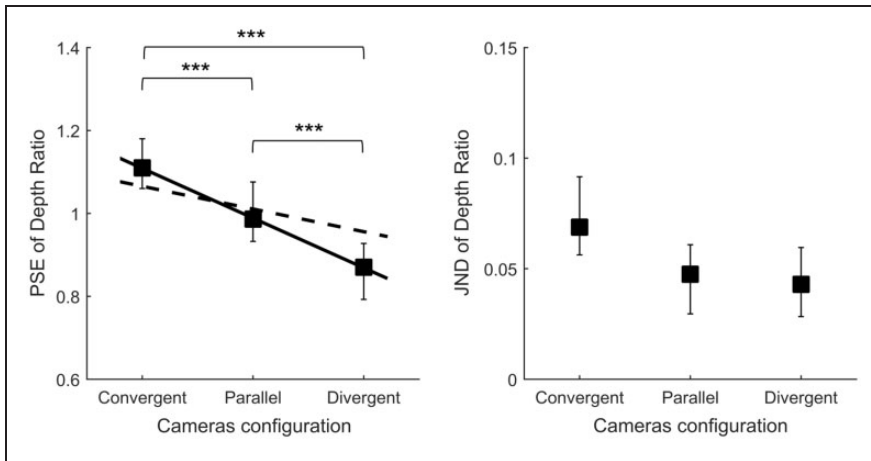 ***
***
***
1.4
1.2
1
0.8
0.6
PSE of Depth Ratio
Convergent Parallel Divergent
Cameras configuration
0.15
0.1
0.05
0
JND of Depth Ratio
Convergent Parallel Divergent
Cameras configuration